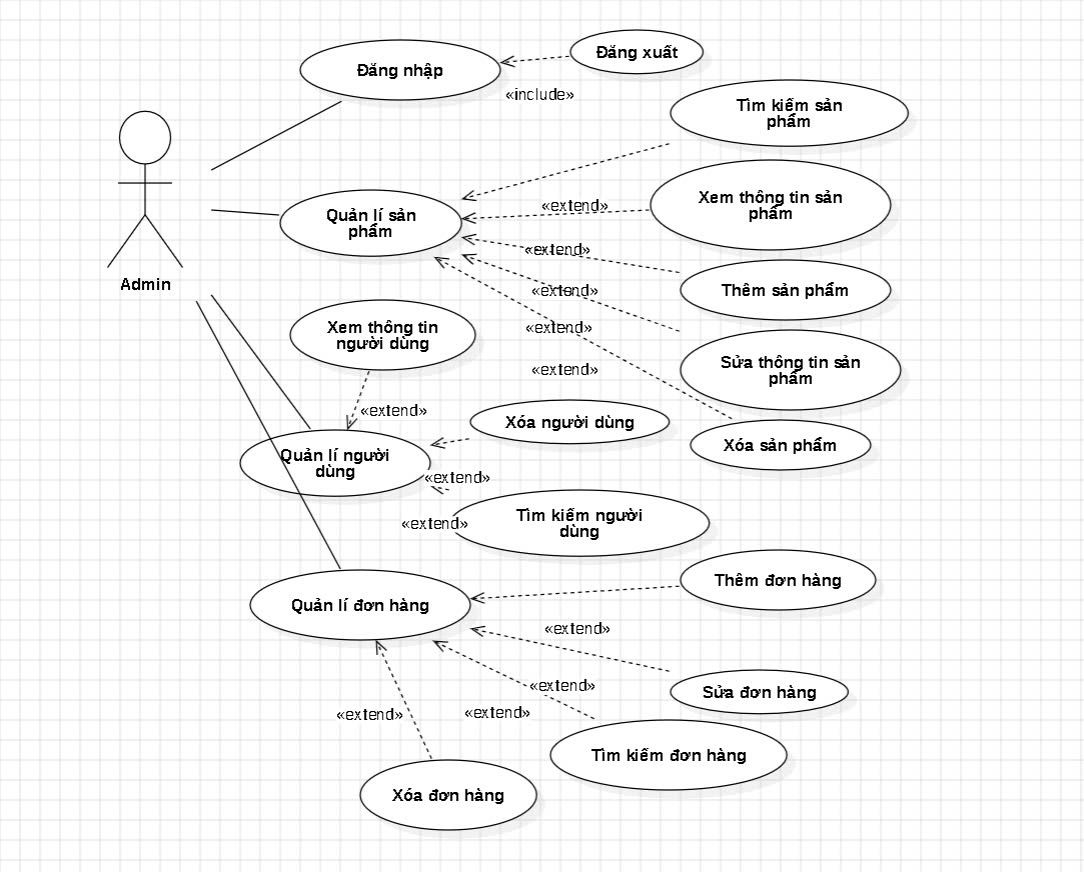 Đăng nhập
Đăng xuất
«include»
Tìm kiếm sản
phẩm
Quản lí sản
phẩm
Xem thông tin sản
phẩm
«extend»
«extend»
Thêm sản phẩm
«extend»
«extend»
Sửa thông tin sản
phẩm
«extend»
Xóa sản phẩm
Admin
Xem thông tin
người dùng
«extend»
Xóa người dùng
Quản lí người
dùng
«extend»
Tìm kiếm người
dùng
«extend»
Quản lí đơn hàng
Thêm đơn hàng
«extend»
Sửa đơn hàng
«extend»
«extend»
Tìm kiếm đơn hàng
«extend»
Xóa đơn hàng